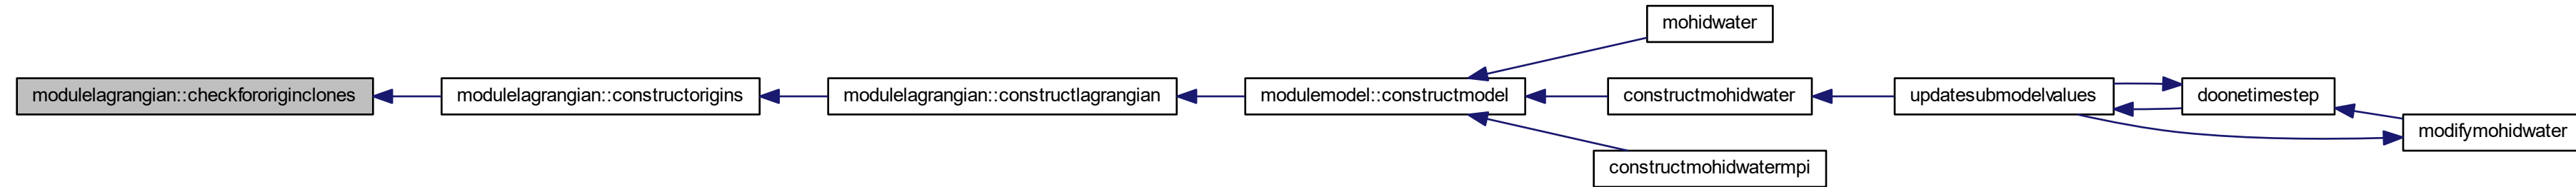 mohidwater
modulelagrangian::checkfororiginclones
modulelagrangian::constructorigins
modulelagrangian::constructlagrangian
modulemodel::constructmodel
constructmohidwater
updatesubmodelvalues
doonetimestep
modifymohidwater
constructmohidwatermpi